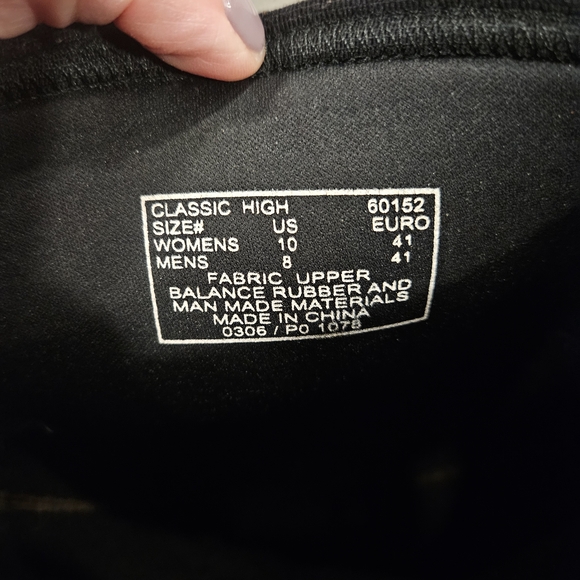 CLASSIC HIGH 60152
SIZE# US EURO
WOMENS 10 41
MENS 8 41
FABRIC UPPER
BALANCE RUBBER AND
MAN MADE MATERIALS
MADE IN CHINA
0306 / PO 1078